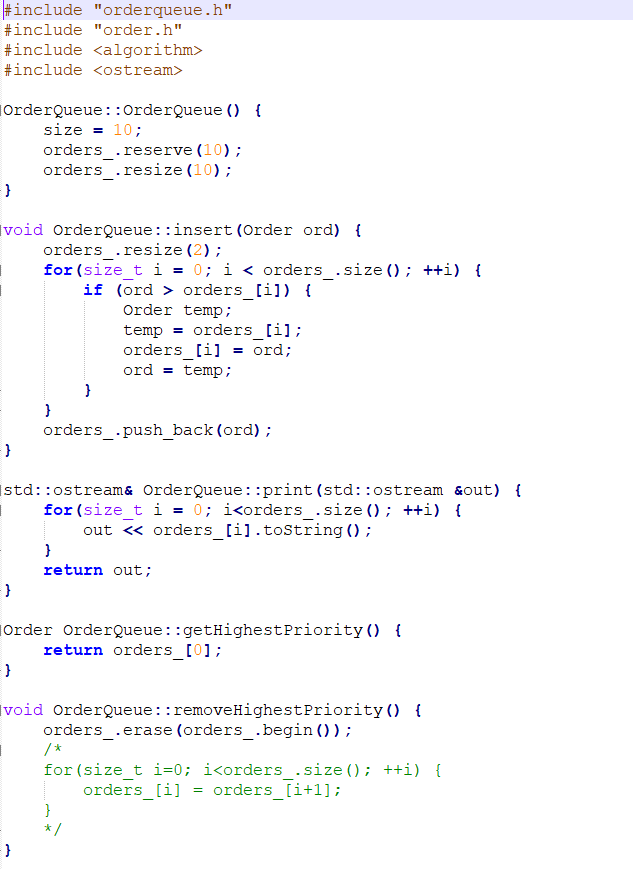 #include "orderqueue.h"
#include "order.h"
#include <algorithm>
#include <ostream>

OrderQueue::OrderQueue() {
    size = 10;
    orders_.reserve(10);
    orders_.resize(10);
}

void OrderQueue::insert(Order ord) {
    orders_.resize(2);
    for(size_t i = 0; i < orders_.size(); ++i) {
        if (ord > orders_[i]) {
            Order temp;
            temp = orders_[i];
            orders_[i] = ord;
            ord = temp;
        }
    }
    orders_.push_back(ord);
}

std::ostream& OrderQueue::print(std::ostream &out) {
    for(size_t i = 0; i<orders_.size(); ++i) {
        out << orders_[i].toString();
    }
    return out;
}

Order OrderQueue::getHighestPriority() {
    return orders_[0];
}

void OrderQueue::removeHighestPriority() {
    orders_.erase(orders_.begin());
    /*
    for(size_t i=0; i<orders_.size(); ++i) {
        orders_[i] = orders_[i+1];
    }
    */
}